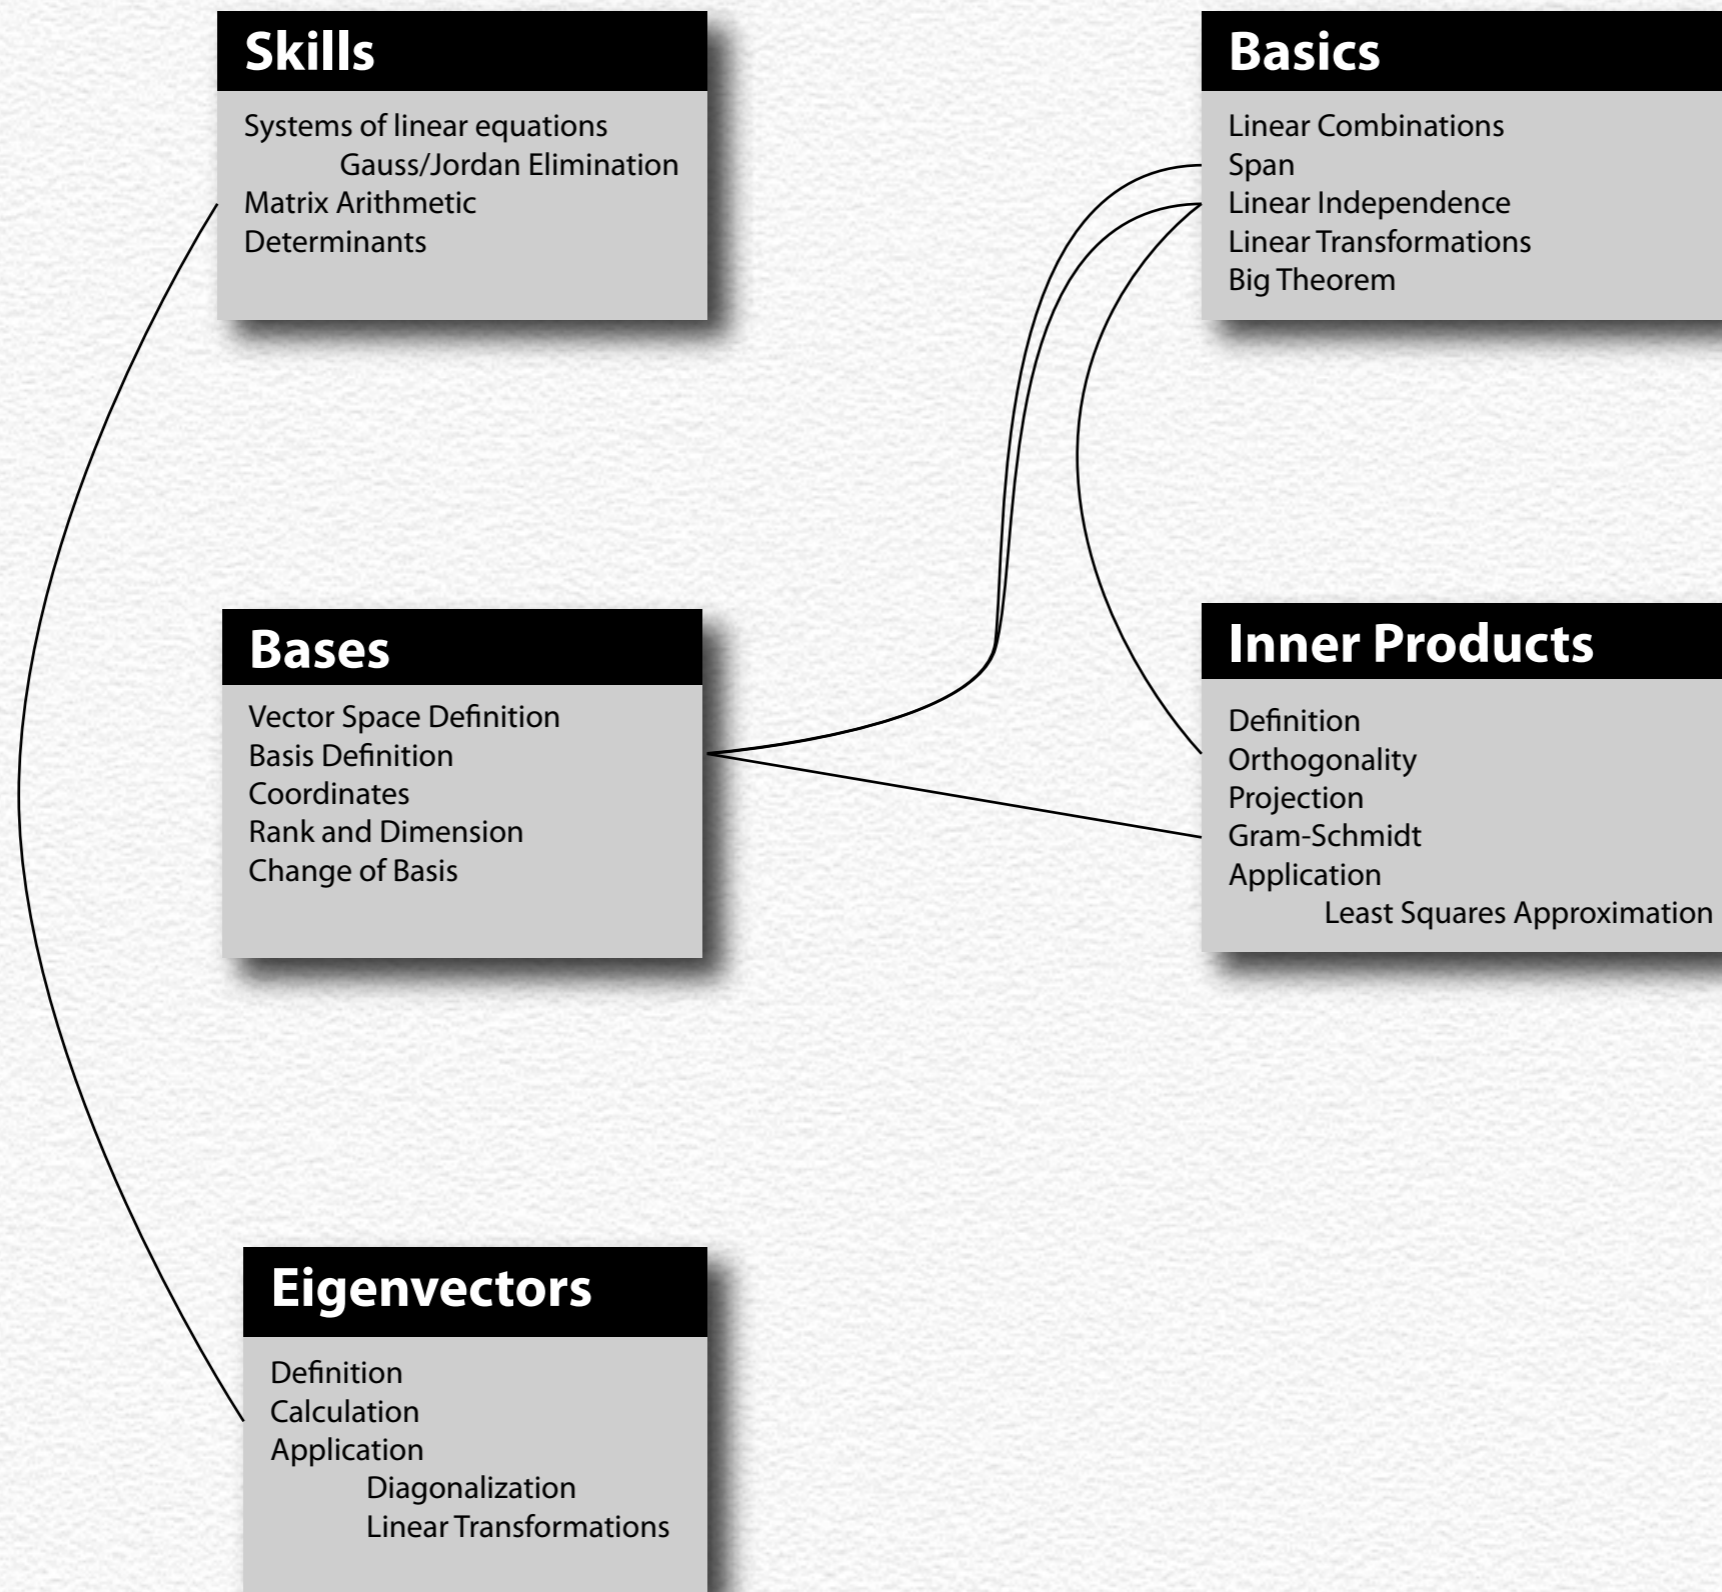 Skills
Systems of linear equations
Gauss/Jordan Elimination
Matrix Arithmetic
Determinants
Basics
Linear Combinations
Span
Linear Independence
Linear Transformations
Big Theorem
Bases
Vector Space Definition
Basis Definition
Coordinates
Rank and Dimension
Change of Basis
Inner Products
Definition
Orthogonality
Projection
Gram-Schmidt
Application
Least Squares Approximation
Eigenvectors
Definition
Calculation
Application
Diagonalization
Linear Transformations